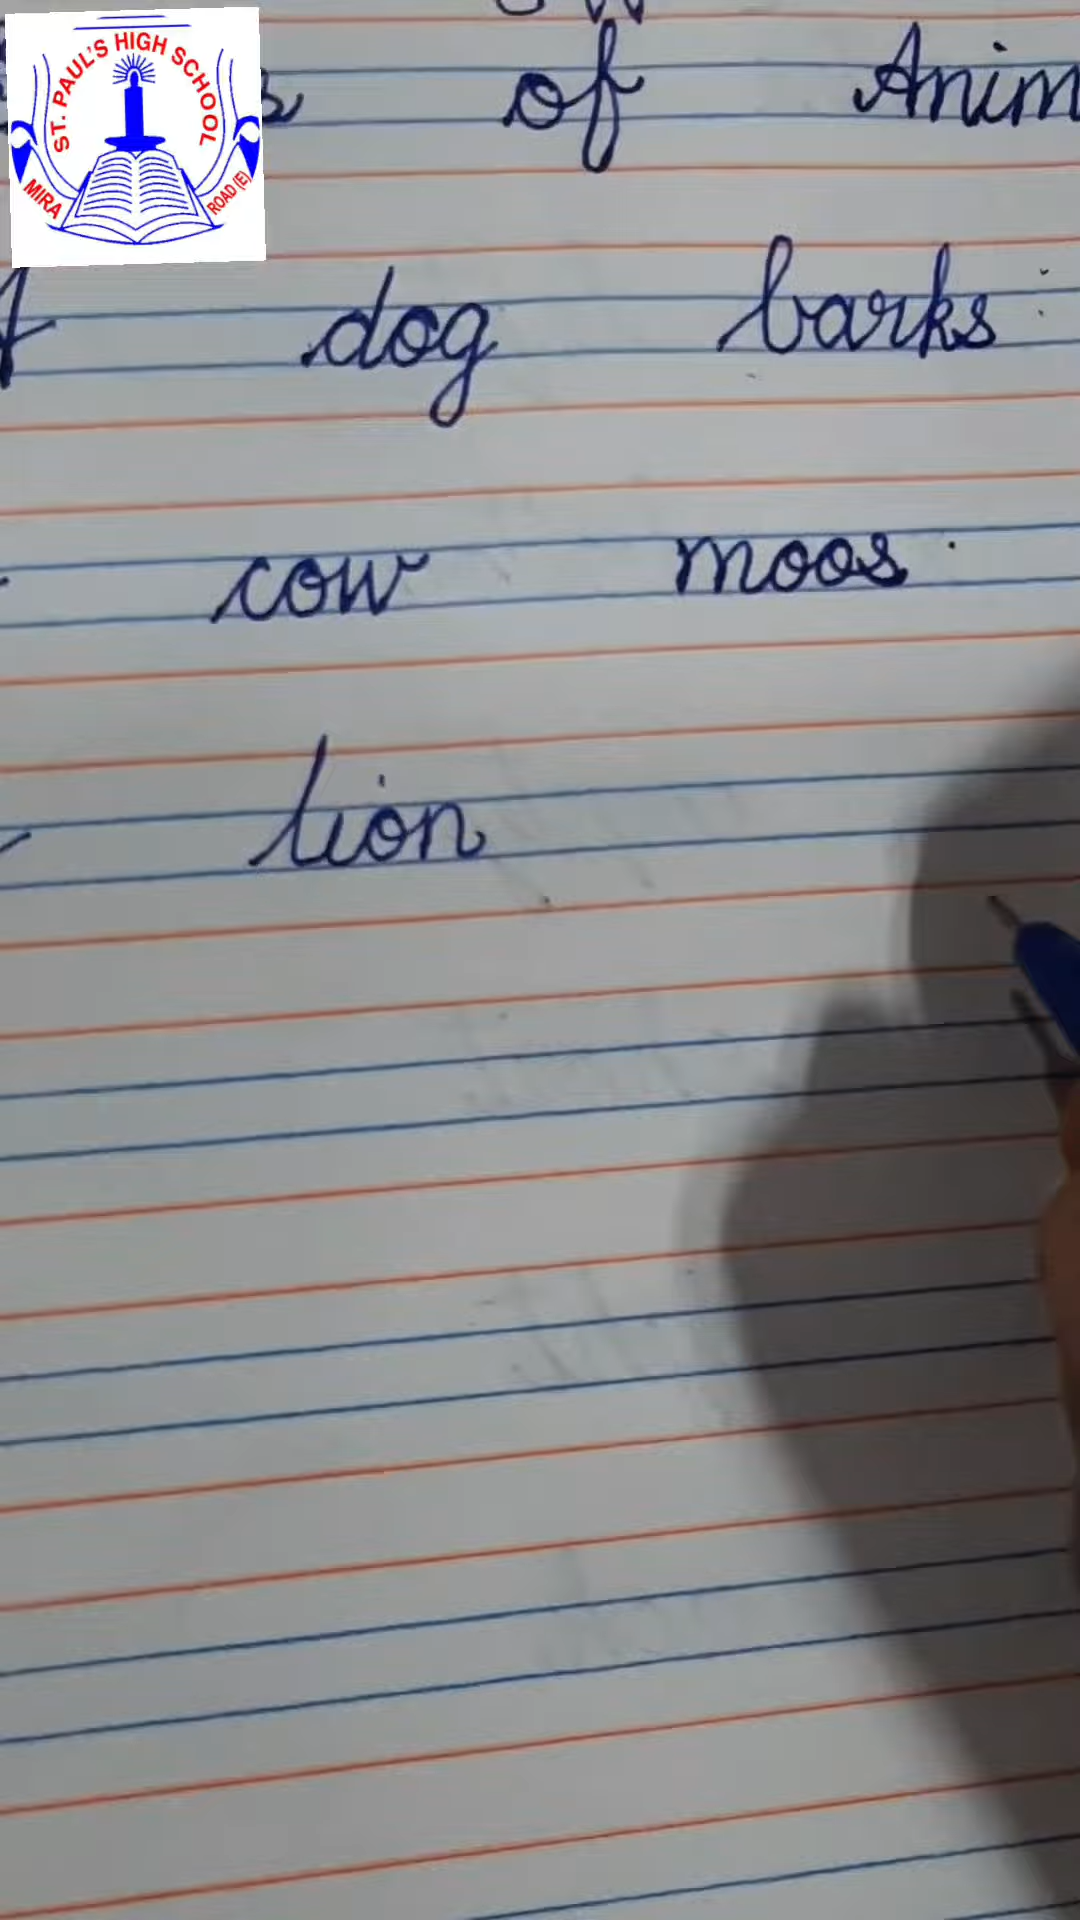 ST. PAUL'S HIGH SCHOOL
MIRA ROAD (E)
of Anim
A dog barks.
cow moos.
lion